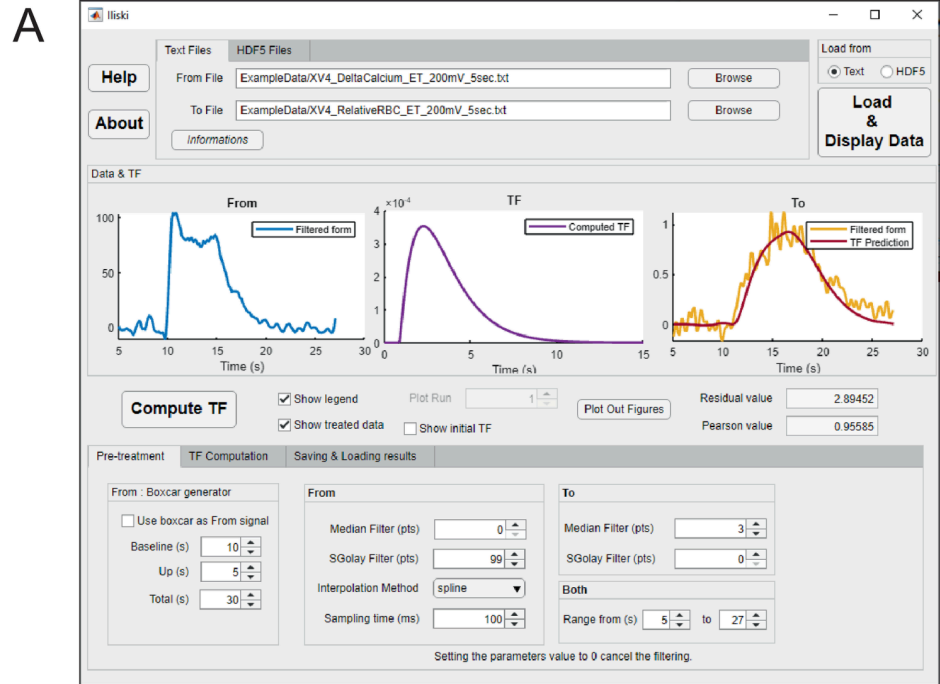 A
Iliski
Text Files HDF5 Files
Load from
Help
From File ExampleData/XV4_DeltaCalcium_ET_200mV_5sec.txt Browse
Text HDF5
To File ExampleData/XV4_RelativeRBC_ET_200mV_5sec.txt Browse
About
Informations
Load
&
Display Data
Data & TF
From
Filtered form
100
50
0
5 10 15 20 25 30
Time (s)
TF
×10-4
Computed TF
4
3
2
1
0
0 5 10 15
Time (s)
To
Filtered form
TF Prediction
1
0.5
0
5 10 15 20 25 30
Time (s)
Compute TF
Show legend
Plot Run 1
Show treated data
Show initial TF
Plot Out Figures
Residual value 2.89452
Pearson value 0.95585
Pre-treatment TF Computation Saving & Loading results
From : Boxcar generator
Use boxcar as From signal
Baseline (s) 10
Up (s) 5
Total (s) 30
From
Median Filter (pts) 0
SGolay Filter (pts) 99
Interpolation Method spline
Sampling time (ms) 100
To
Median Filter (pts) 3
SGolay Filter (pts) 0
Both
Range from (s) 5 to 27
Setting the parameters value to 0 cancel the filtering.